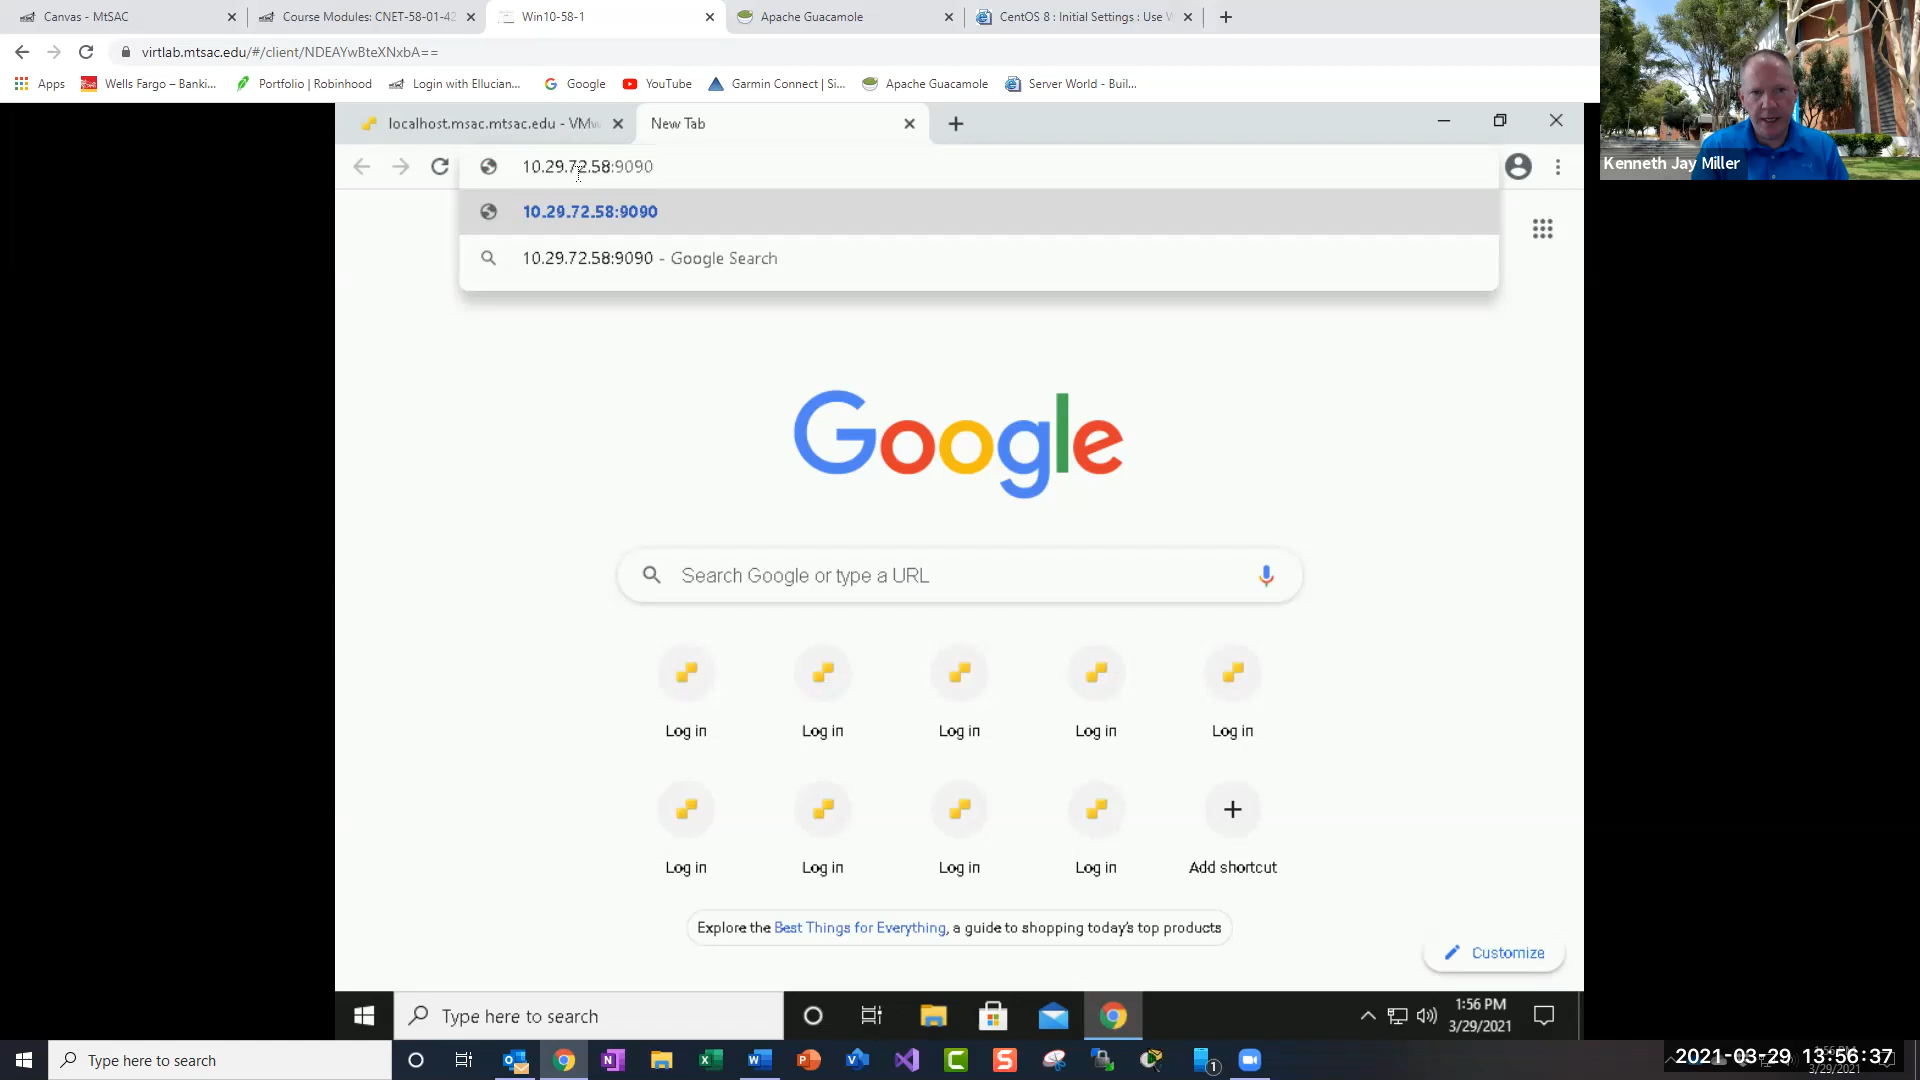 Canvas - MtSAC
Course Modules: CNET-58-01-42
Win10-58-1
Apache Guacamole
CentOS 8 : Initial Settings : Use V
virtlab.mtsac.edu/#/client/NDEAYwBteXNxbA==
Apps
Wells Fargo – Banki...
Portfolio | Robinhood
Login with Ellucian...
Google
YouTube
Garmin Connect | Si...
Apache Guacamole
Server World - Buil...
Kenneth Jay Miller
localhost.msac.mtsac.edu - VMw
New Tab
10.29.72.58:9090
10.29.72.58:9090
10.29.72.58:9090 - Google Search
Google
Search Google or type a URL
Log in
Log in
Log in
Log in
Log in
Log in
Log in
Log in
Log in
Add shortcut
Explore the Best Things for Everything, a guide to shopping today's top products
Customize
Type here to search
1:56 PM
3/29/2021
Type here to search
1
2021-03-29 13:56:37
3/29/2021